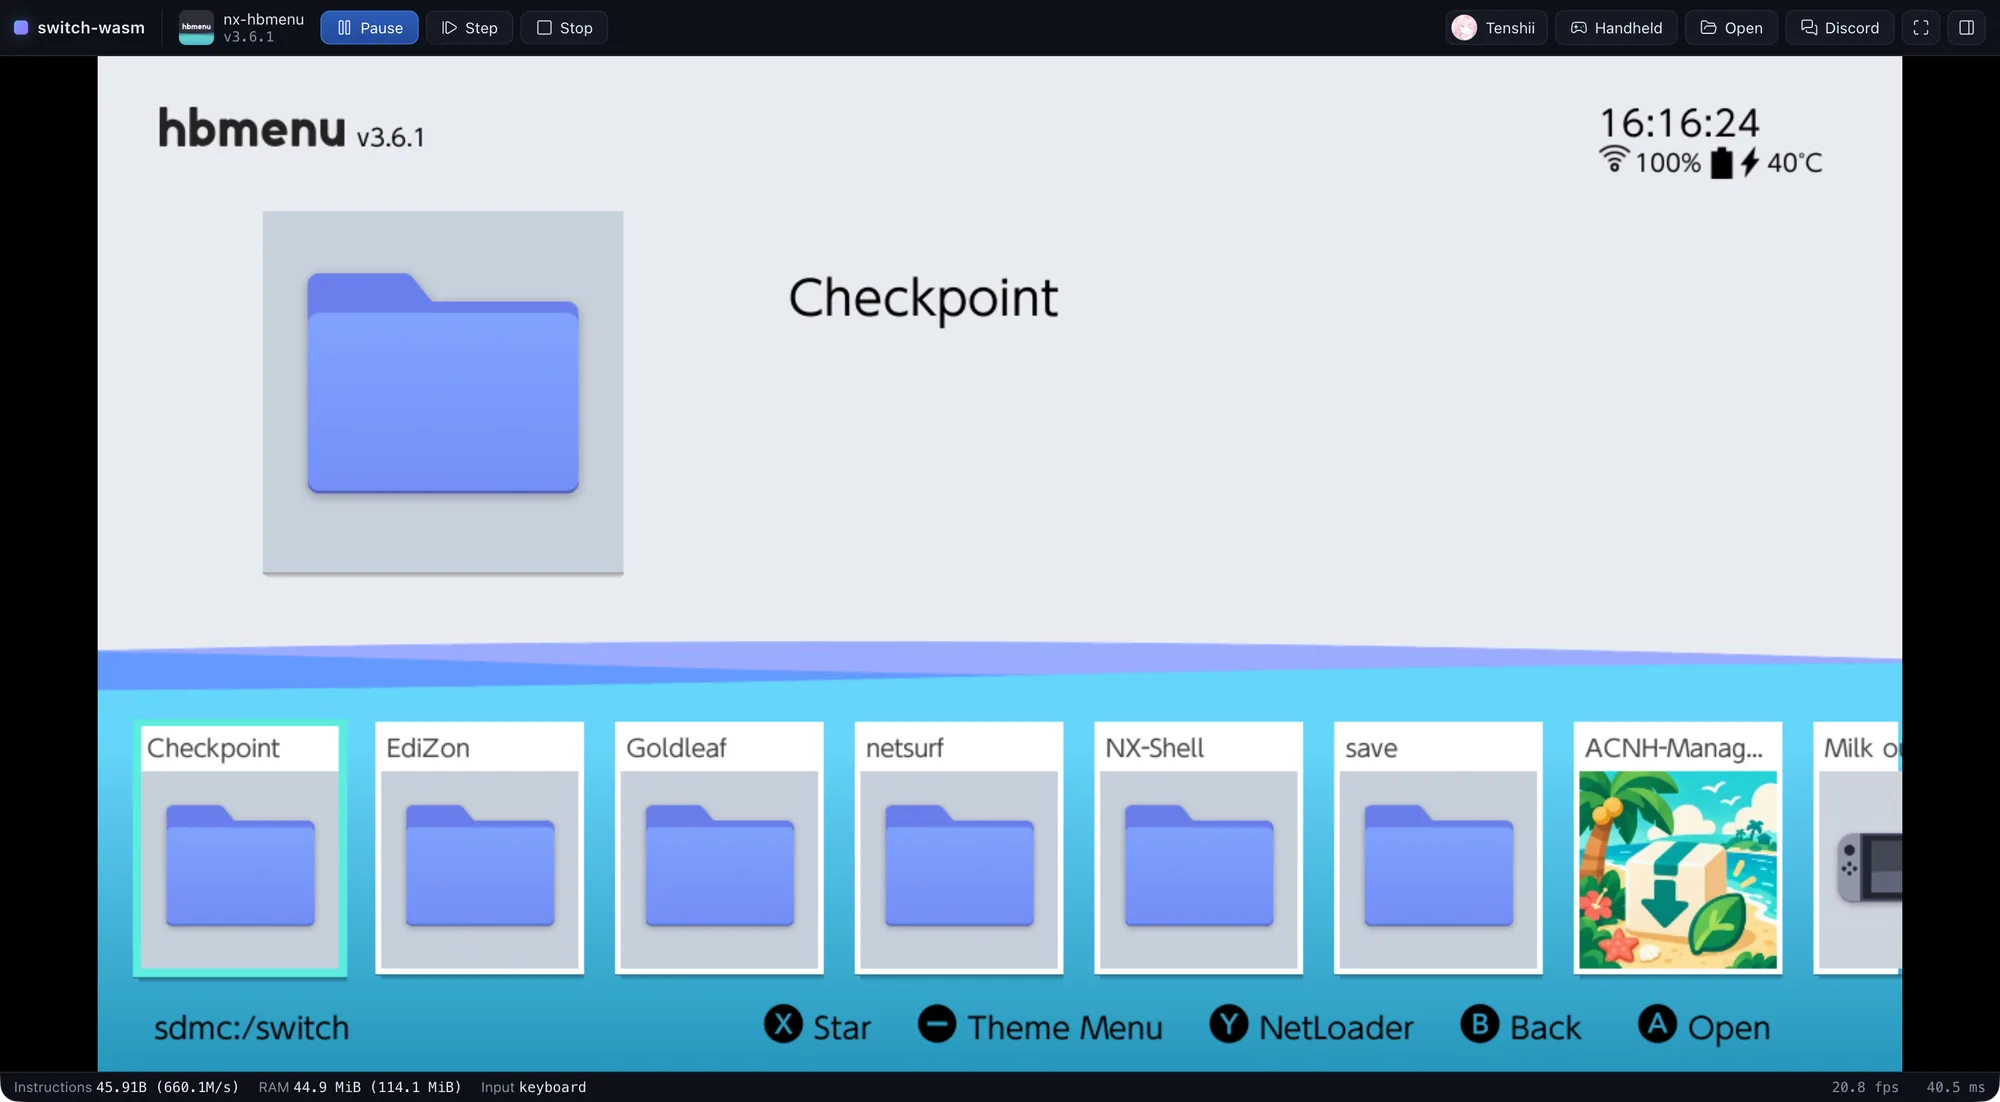 switch-wasm
hbmenu
nx-hbmenu
v3.6.1
Pause
Step
Stop
Tenshii
Handheld
Open
Discord
hbmenu v3.6.1
16:16:24
100% 40°C
Checkpoint
Checkpoint
EdiZon
Goldleaf
netsurf
NX-Shell
save
ACNH-Manag...
Milk
sdmc:/switch
X Star
Theme Menu
Y NetLoader
B Back
A Open
Instructions 45.91B (660.1M/s) RAM 44.9 MiB (114.1 MiB) Input keyboard
20.8 fps 40.5 ms